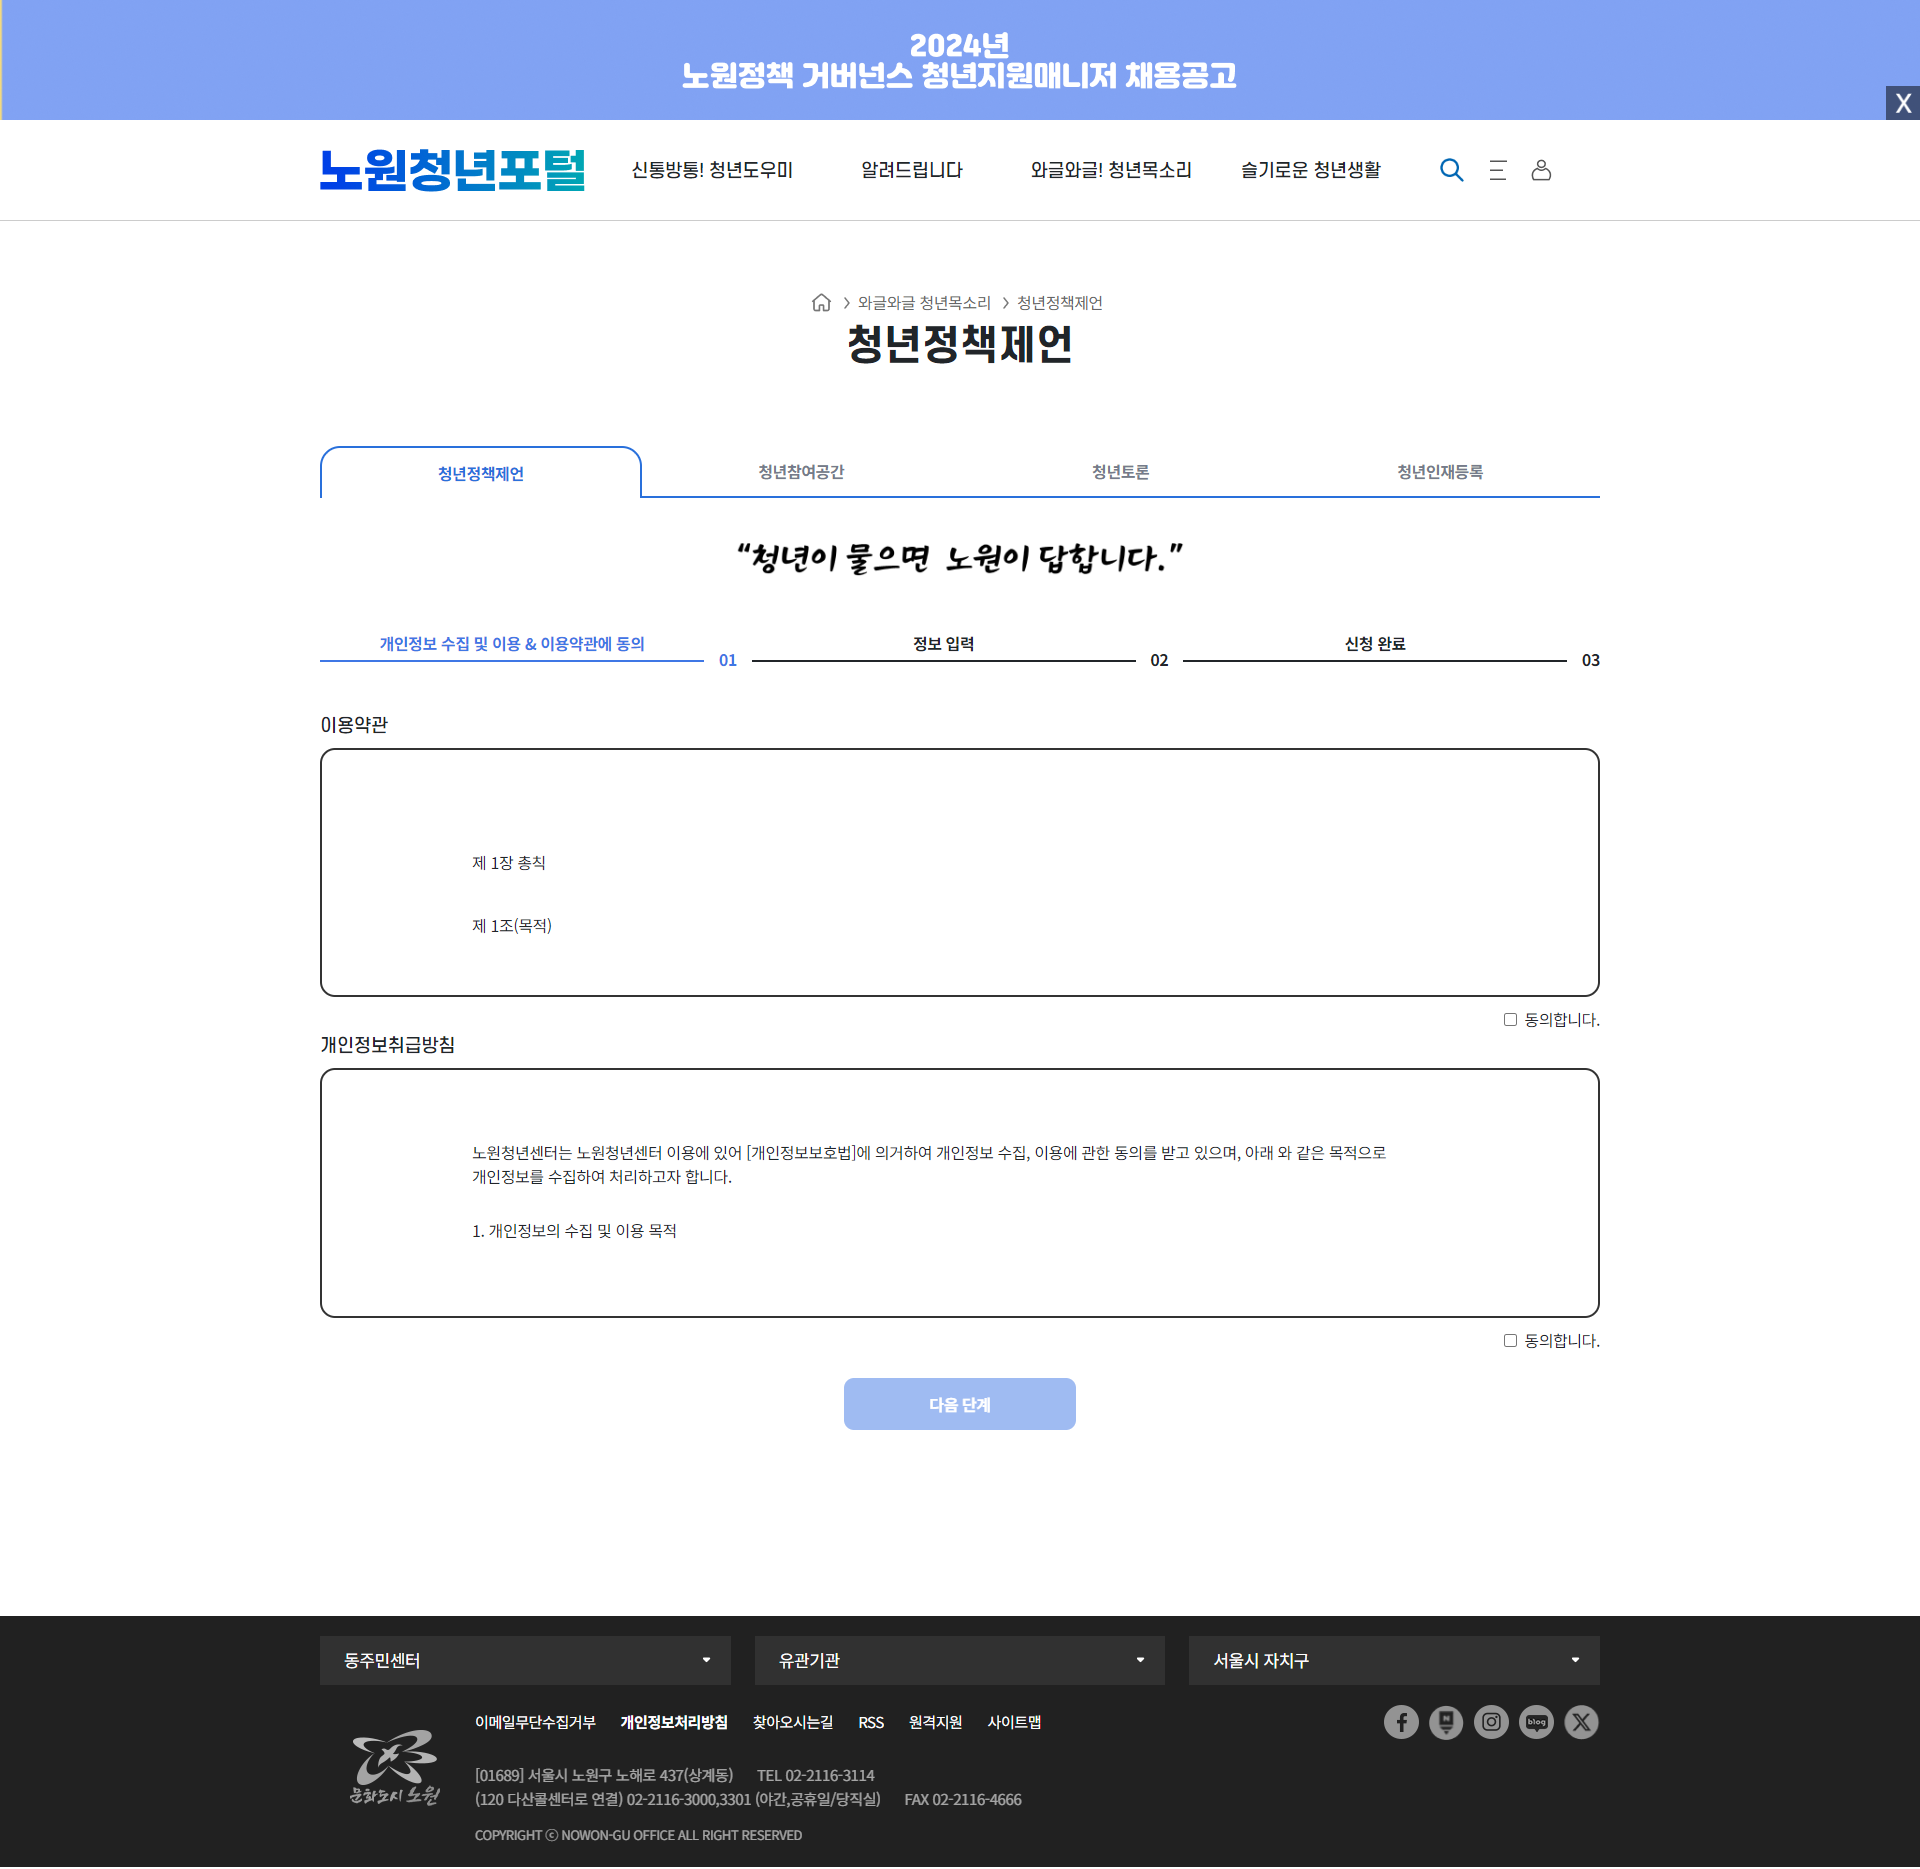 2024년
노원정책 거버넌스 청년지원매니저 채용공고
X
노원청년포털
신통방통! 청년도우미
알려드립니다
와글와글! 청년목소리
슬기로운 청년생활
와글와글 청년목소리
청년정책제언
청년정책제언
청년정책제언
청년참여공간
청년토론
청년인재등록
“청년이 물으면 노원이 답합니다.”
개인정보 수집 및 이용 & 이용약관에 동의
01
정보 입력
02
신청 완료
03
이용약관
제 1장 총칙
제 1조(목적)
동의합니다.
개인정보취급방침
노원청년센터는 노원청년센터 이용에 있어 [개인정보보호법]에 의거하여 개인정보 수집, 이용에 관한 동의를 받고 있으며, 아래 와 같은 목적으로
개인정보를 수집하여 처리하고자 합니다.
1. 개인정보의 수집 및 이용 목적
동의합니다.
다음 단계
동주민센터
유관기관
서울시 자치구
이메일무단수집거부
개인정보처리방침
찾아오시는길
RSS
원격지원
사이트맵
N
blog
문화도시 노원
[01689] 서울시 노원구 노해로 437(상계동) TEL 02-2116-3114
(120 다산콜센터로 연결) 02-2116-3000,3301 (야간,공휴일/당직실) FAX 02-2116-4666
COPYRIGHT ⓒ NOWON-GU OFFICE ALL RIGHT RESERVED